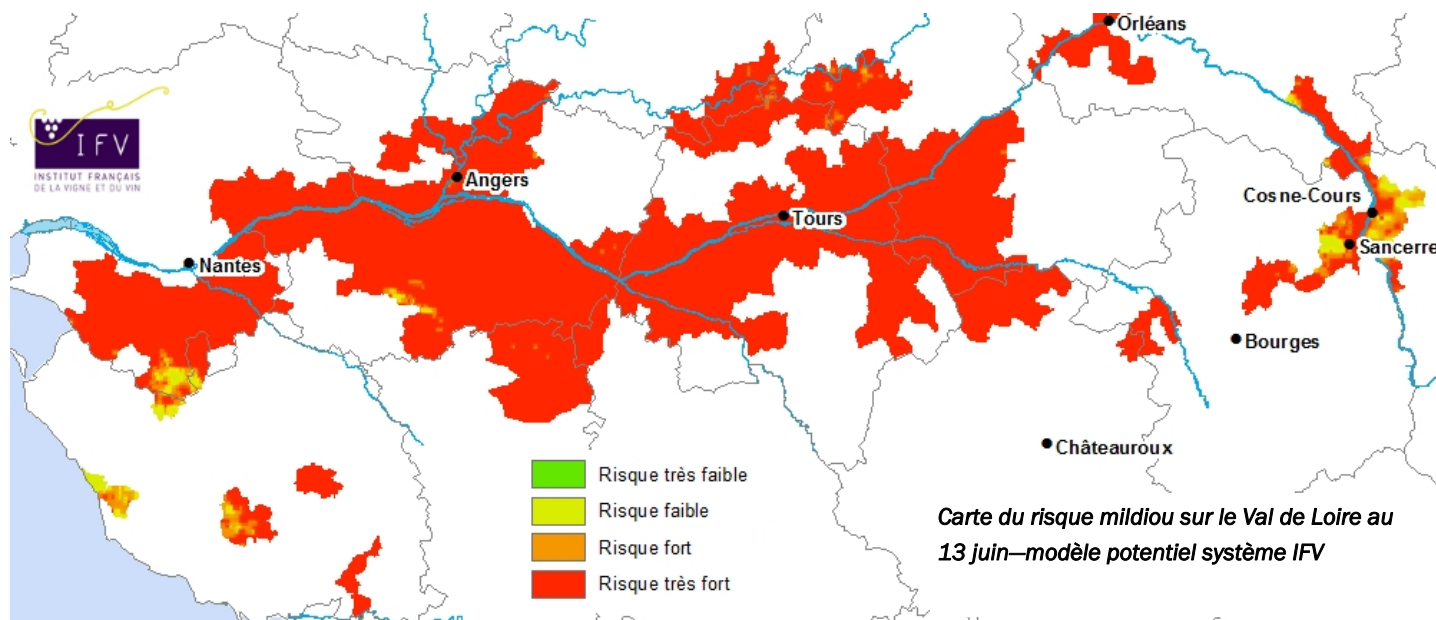 Orléans
IFV
INSTITUT FRANÇAIS
DE LA VIGNE ET DU VIN
Angers
Cosne-Cours
Tours
Sancerre
Nantes
Bourges
Châteauroux
Risque très faible
Risque faible
Risque fort
Risque très fort
Carte du risque mildiou sur le Val de Loire au
13 juin—modèle potentiel système IFV